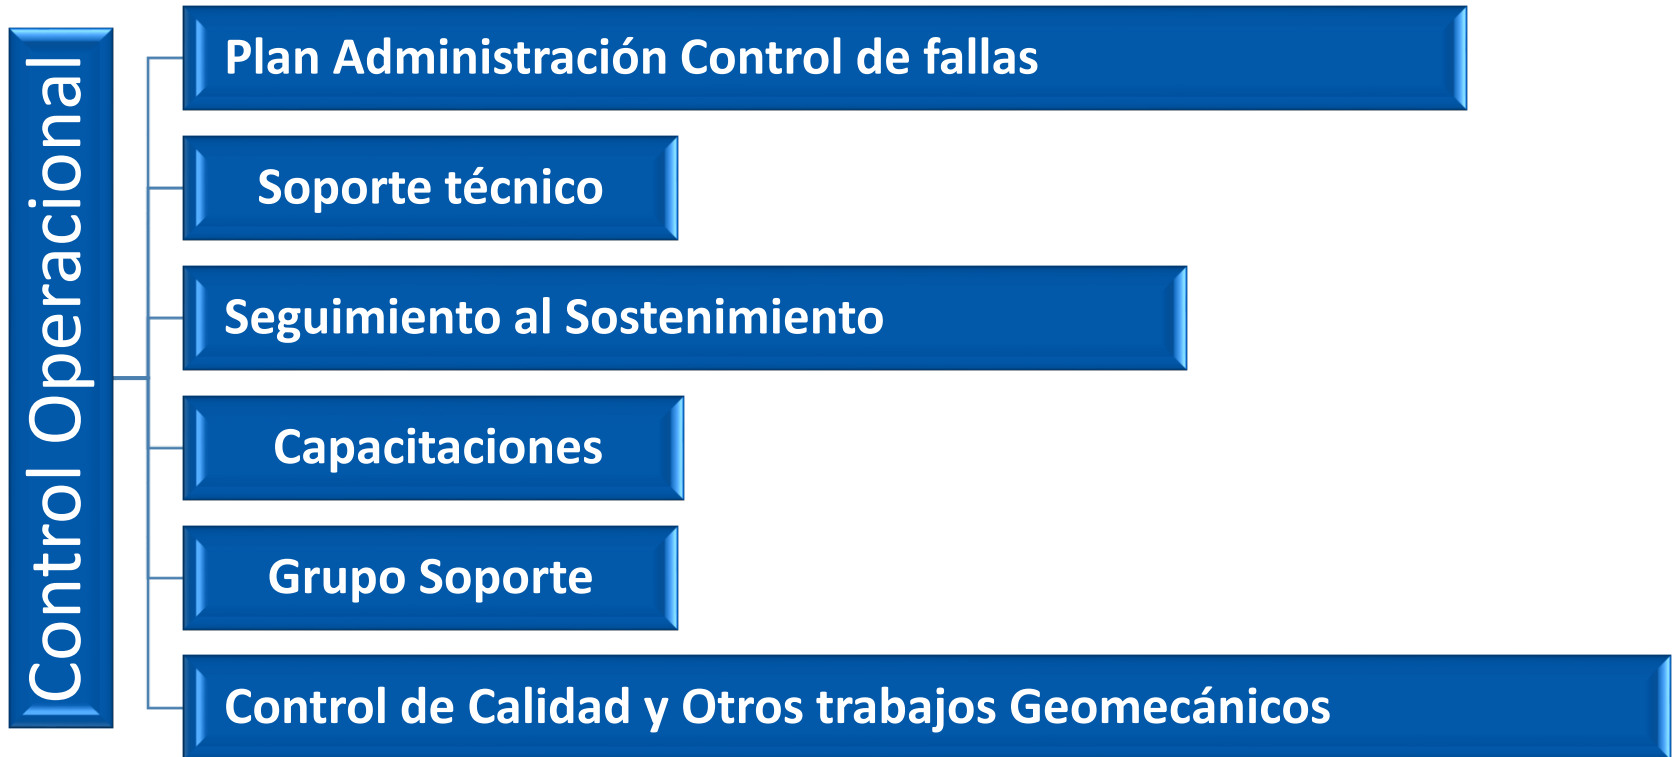 Control Operacional
Plan Administración Control de fallas
Soporte técnico
Seguimiento al Sostenimiento
Capacitaciones
Grupo Soporte
Control de Calidad y Otros trabajos Geomecánicos